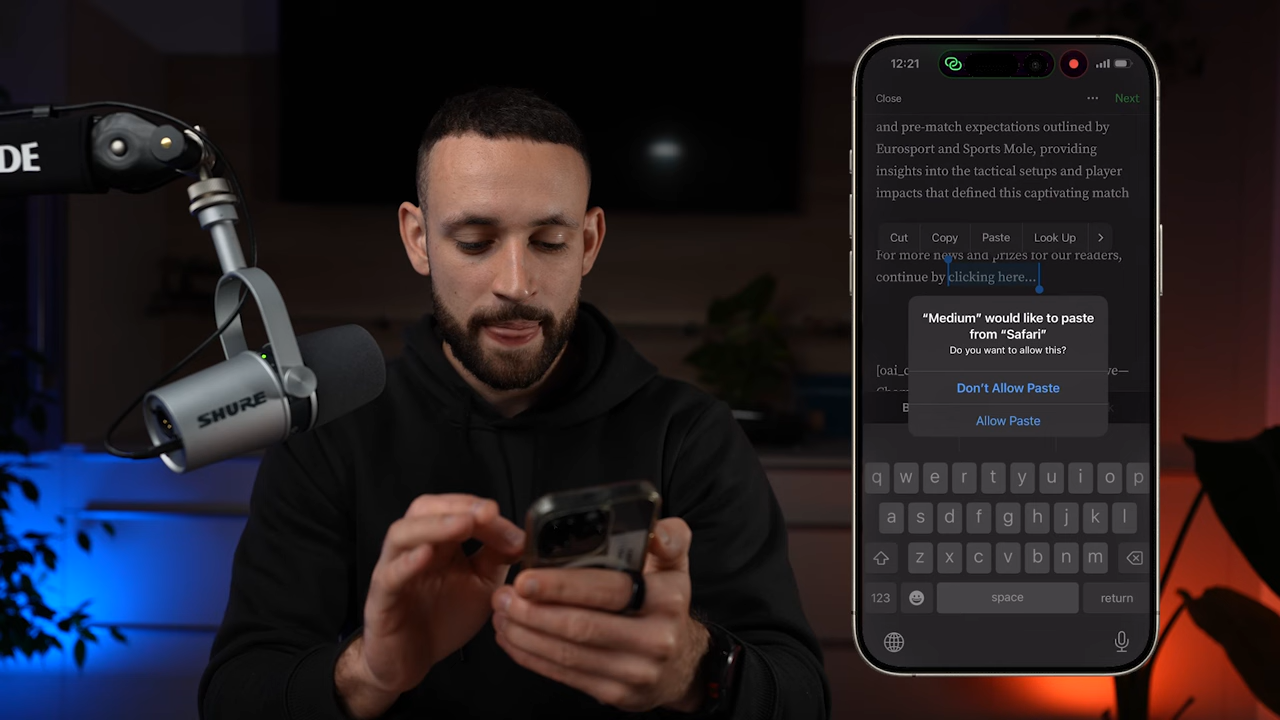 DE
SHURE
12:21
Close
Next
and pre-match expectations outlined by
Eurosport and Sports Mole, providing
insights into the tactical setups and player
impacts that defined this captivating match
Cut Copy Paste Look Up
For more news and prizes for our readers,
continue by clicking here...
“Medium” would like to paste
from “Safari”
Do you want to allow this?
Don’t Allow Paste
Allow Paste
q w e r t y u i o p
a s d f g h j k l
z x c v b n m
123 space return